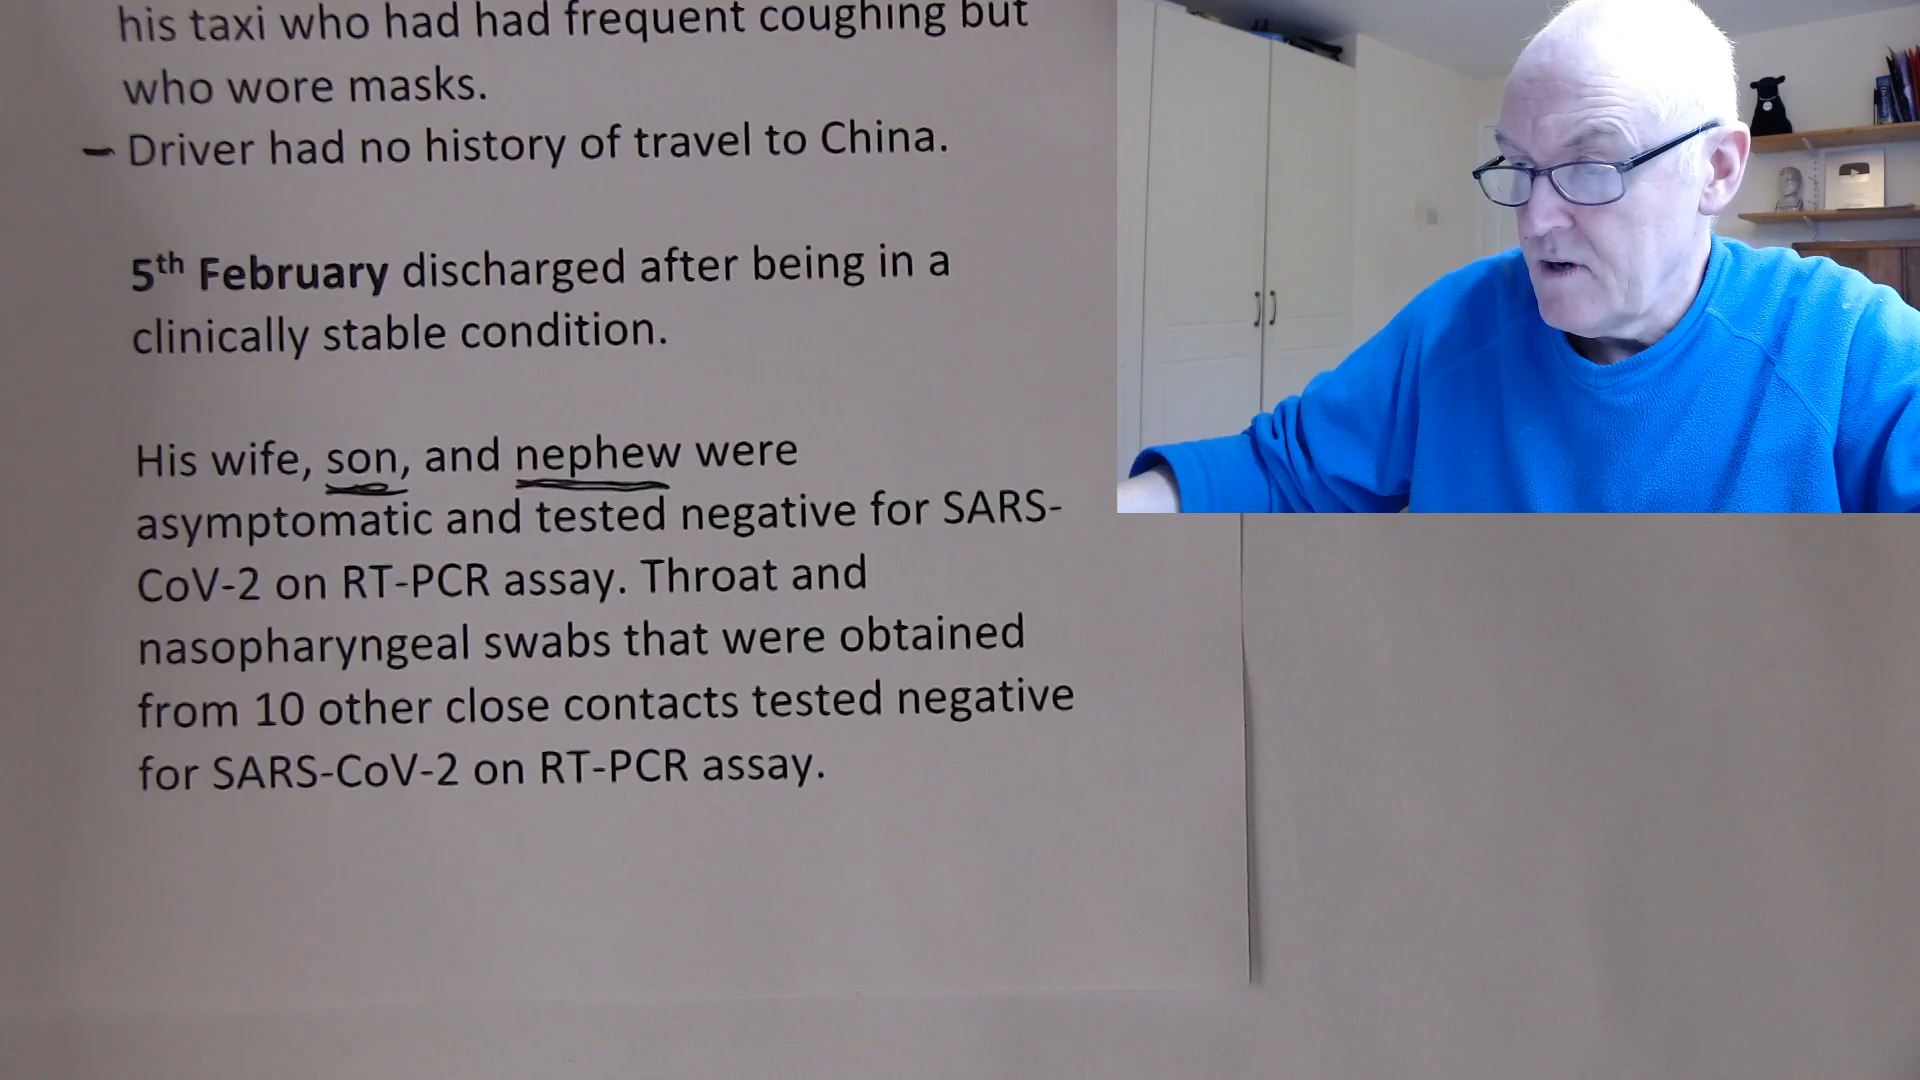 his taxi who had had frequent coughing but
who wore masks.
– Driver had no history of travel to China.
5th February discharged after being in a
clinically stable condition.
His wife, son, and nephew were
asymptomatic and tested negative for SARS-
CoV-2 on RT-PCR assay. Throat and
nasopharyngeal swabs that were obtained
from 10 other close contacts tested negative
for SARS-CoV-2 on RT-PCR assay.